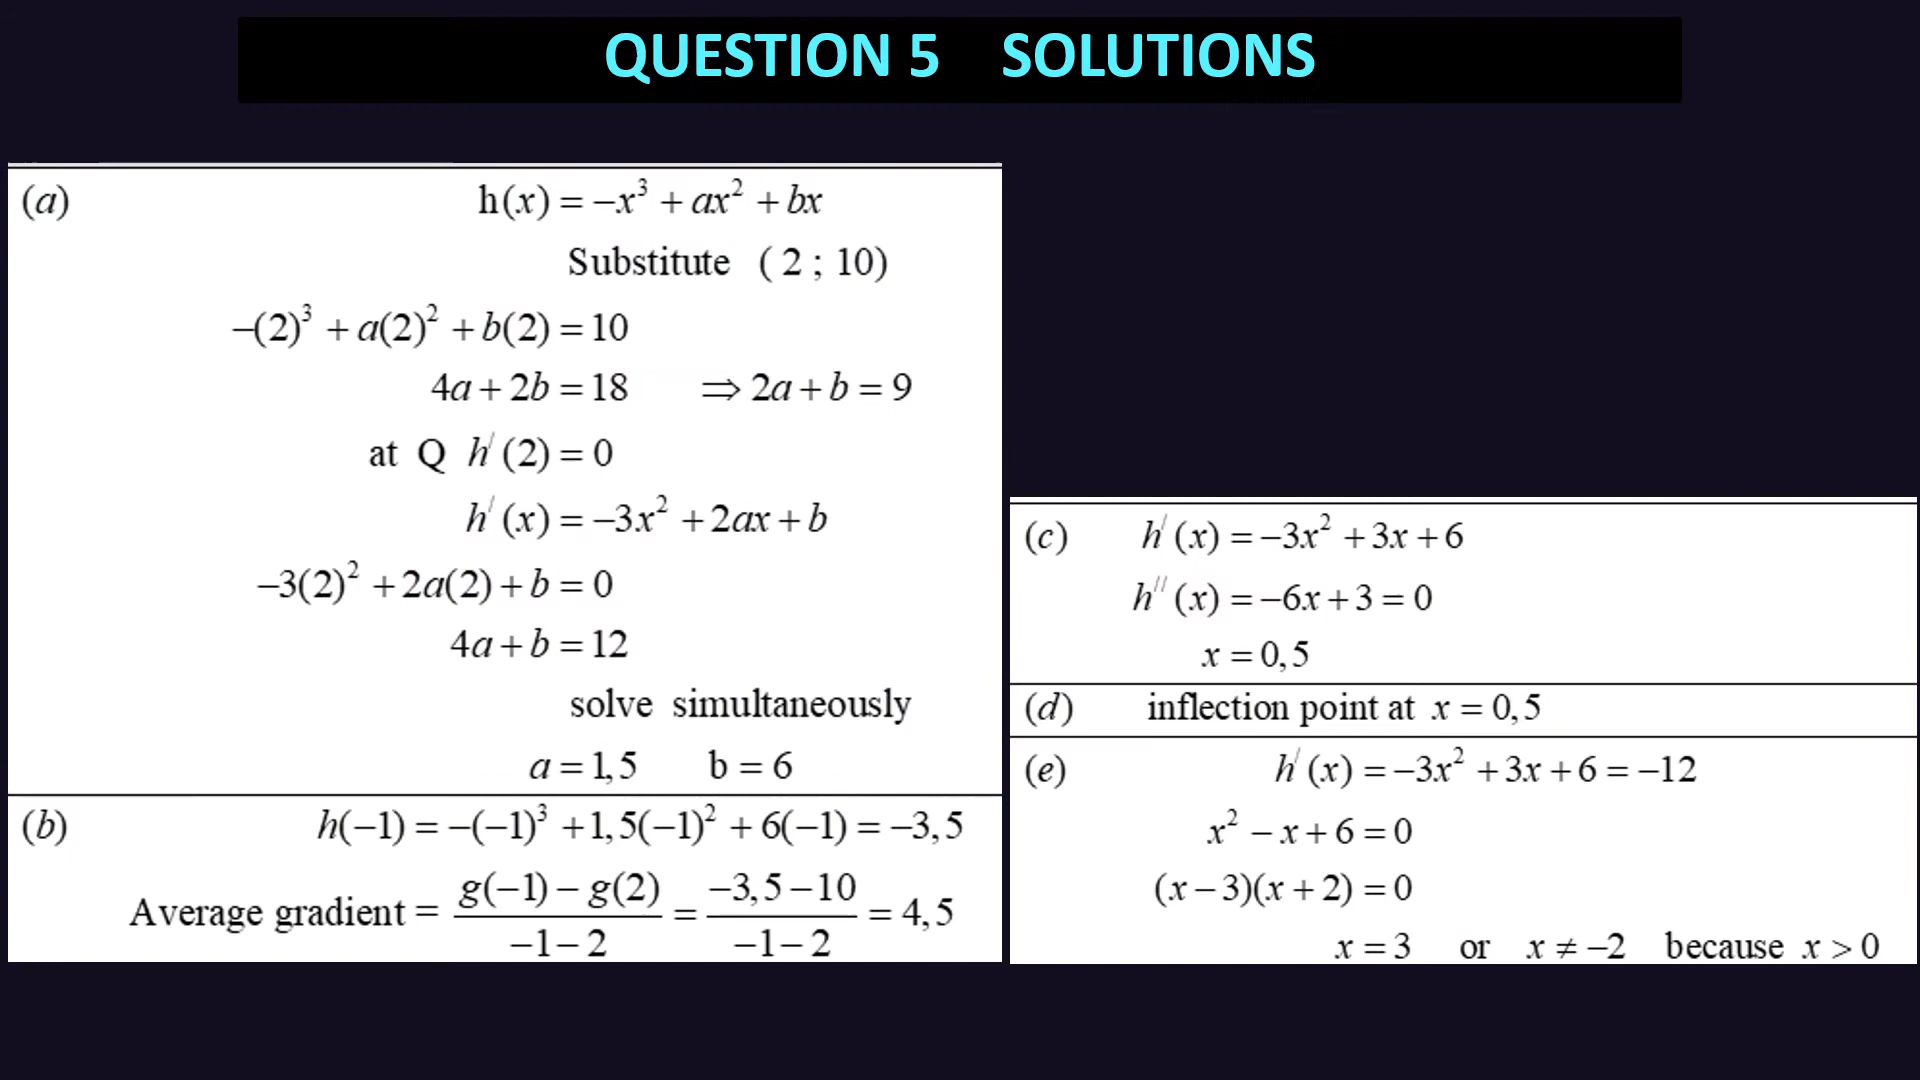 QUESTION 5 SOLUTIONS
(a) h(x) = −x³ + ax² + bx
Substitute ( 2 ; 10)
−(2)³ + a(2)² + b(2) = 10
4a + 2b = 18 ⇒ 2a + b = 9
at Q h′(2) = 0
h′(x) = −3x² + 2ax + b
−3(2)² + 2a(2) + b = 0
4a + b = 12
solve simultaneously
a = 1,5 b = 6
(b) h(−1) = −(−1)³ + 1,5(−1)² + 6(−1) = −3,5
Average gradient = (g(−1) − g(2))/(−1 − 2) = (−3,5 − 10)/(−1 − 2) = 4,5
(c) h′(x) = −3x² + 3x + 6
h′′(x) = −6x + 3 = 0
x = 0,5
(d) inflection point at x = 0,5
(e) h′(x) = −3x² + 3x + 6 = −12
x² − x + 6 = 0
(x − 3)(x + 2) = 0
x = 3 or x ≠ −2 because x > 0